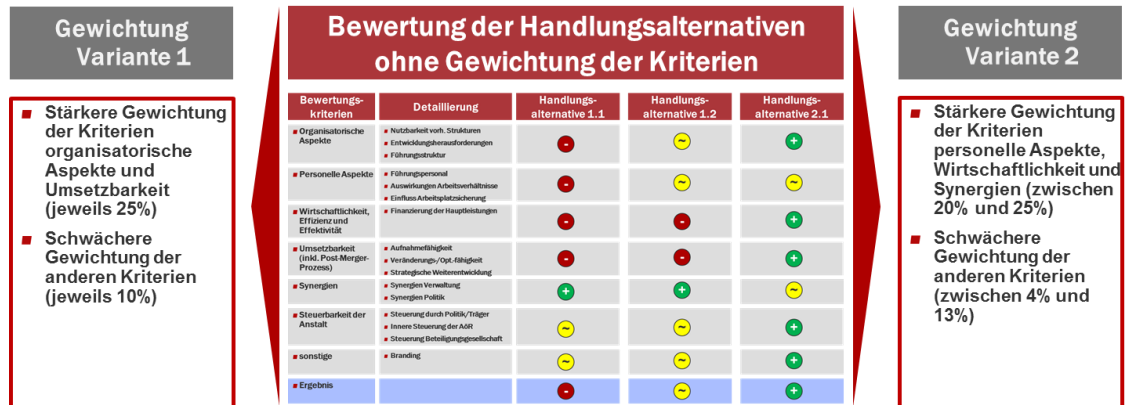 Gewichtung
Variante 1
■ Stärkere Gewichtung
der Kriterien
organisatorische
Aspekte und
Umsetzbarkeit
(jeweils 25%)
■ Schwächere
Gewichtung der
anderen Kriterien
(jeweils 10%)
Bewertung der Handlungsalternativen
ohne Gewichtung der Kriterien
Bewertungs-
kriterien
Detaillierung
Handlungs-
alternative 1.1
Handlungs-
alternative 1.2
Handlungs-
alternative 2.1
■ Organisatorische
Aspekte
■ Nutzbarkeit vorh. Strukturen
■ Entwicklungsherausforderungen
■ Führungsstruktur
- ~ +
■ Personelle Aspekte
■ Führungspersonal
■ Auswirkungen Arbeitsverhältnisse
■ Einfluss Arbeitsplatzsicherung
- ~ ~
■ Wirtschaftlichkeit,
Effizienz und
Effektivität
■ Finanzierung der Hauptleistungen
- - +
■ Umsetzbarkeit
(inkl. Post-Merger-
Prozess)
■ Aufnahmefähigkeit
■ Veränderungs-/Opt.-fähigkeit
■ Strategische Weiterentwicklung
- - +
■ Synergien
■ Synergien Verwaltung
■ Synergien Politik
+ + ~
■ Steuerbarkeit der
Anstalt
■ Steuerung durch Politik/Träger
■ Innere Steuerung der AöR
■ Steuerung Beteiligungsgesellschaft
~ ~ +
■ sonstige
■ Branding
~ ~ +
■ Ergebnis
- ~ +
Gewichtung
Variante 2
■ Stärkere Gewichtung
der Kriterien
personelle Aspekte,
Wirtschaftlichkeit und
Synergien (zwischen
20% und 25%)
■ Schwächere
Gewichtung der
anderen Kriterien
(zwischen 4% und
13%)